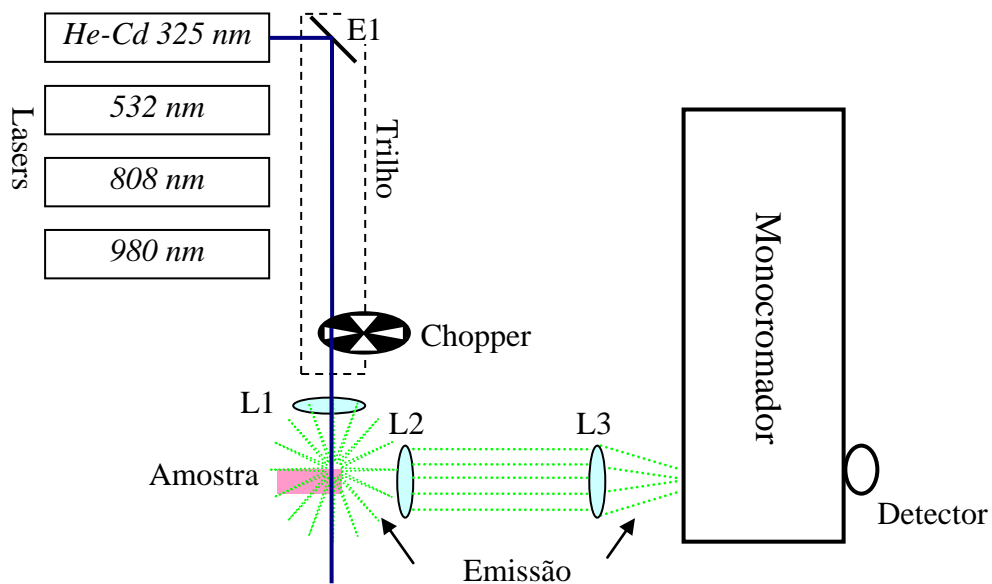 He-Cd 325 nm
E1
532 nm
808 nm
980 nm
Lasers
Trilho
Chopper
L1
L2
L3
Amostra
Emissão
Monocromador
Detector